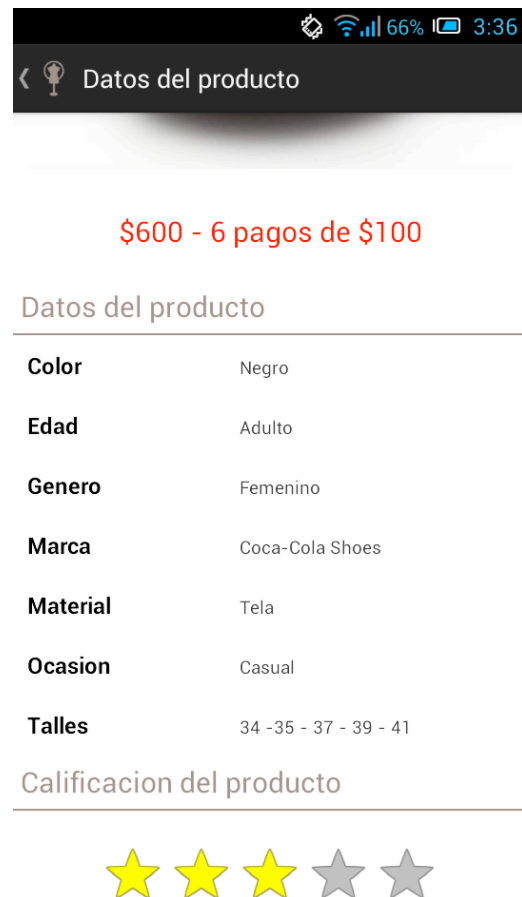 66% 3:36
Datos del producto
$600 - 6 pagos de $100
Datos del producto
Color Negro
Edad Adulto
Genero Femenino
Marca Coca-Cola Shoes
Material Tela
Ocasion Casual
Talles 34 -35 - 37 - 39 - 41
Calificacion del producto